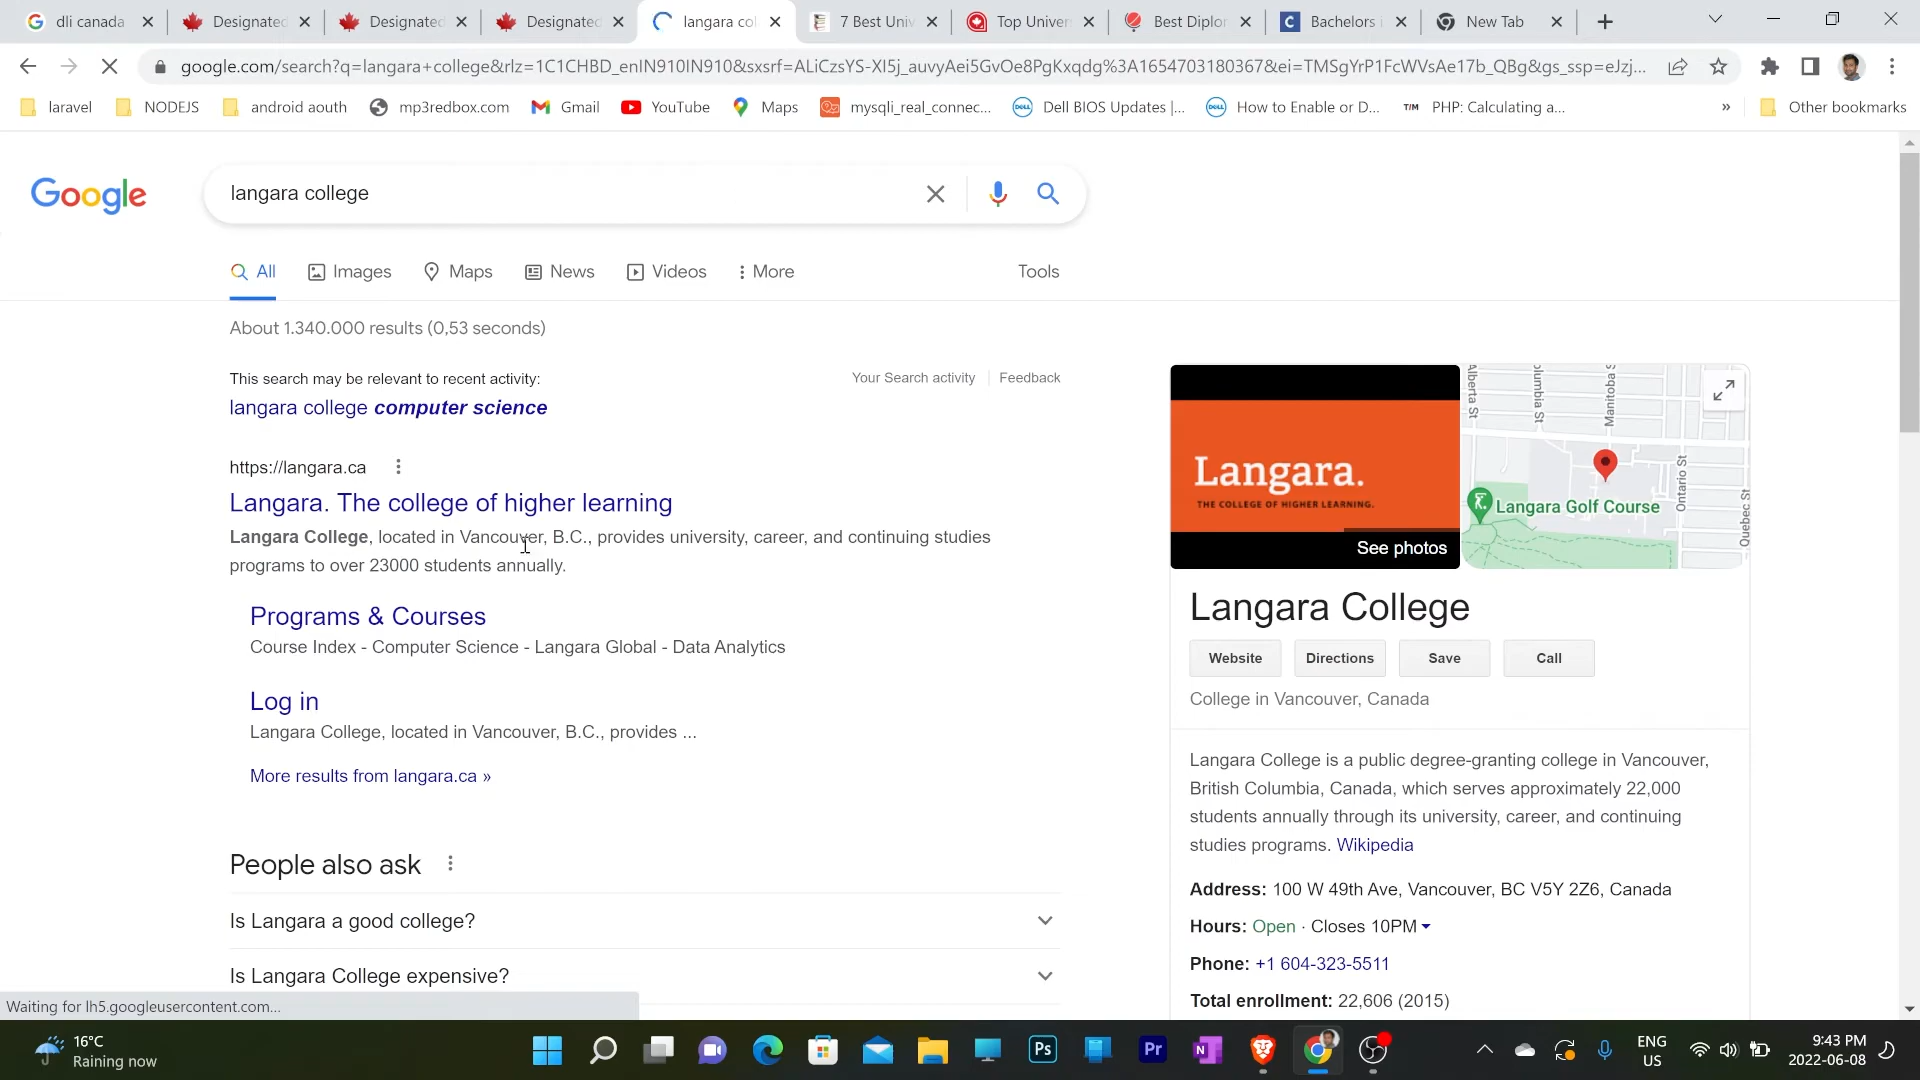 dli canada
Designated
Designated
Designated
langara col
7 Best Univ
Top Univer
Best Diplor
Bachelors i
New Tab
google.com/search?q=langara+college&rlz=1C1CHBD_enIN910IN910&sxsrf=ALiCzsYS-XI5j_auvyAei5GvOe8PgKxqdg%3A1654703180367&ei=TMSgYrP1FcWVsAe17b_QBg&gs_ssp=eJzj...
laravel
NODEJS
android aouth
mp3redbox.com
Gmail
YouTube
Maps
mysqli_real_connec...
Dell BIOS Updates |...
How to Enable or D...
T/M
PHP: Calculating a...
»
Other bookmarks
Google
langara college
All
Images
Maps
News
Videos
More
Tools
About 1.340.000 results (0,53 seconds)
This search may be relevant to recent activity:
Your Search activity
Feedback
langara college computer science
https://langara.ca
Langara. The college of higher learning
Langara College, located in Vancouver, B.C., provides university, career, and continuing studies
programs to over 23000 students annually.
Programs & Courses
Course Index - Computer Science - Langara Global - Data Analytics
Log in
Langara College, located in Vancouver, B.C., provides ...
More results from langara.ca »
People also ask
Is Langara a good college?
Is Langara College expensive?
Langara.
THE COLLEGE OF HIGHER LEARNING.
See photos
Alberta St
olumbia St
Manitoba S
Ontario St
Quebec St
Langara Golf Course
Langara College
Website
Directions
Save
Call
College in Vancouver, Canada
Langara College is a public degree-granting college in Vancouver,
British Columbia, Canada, which serves approximately 22,000
students annually through its university, career, and continuing
studies programs. Wikipedia
Address: 100 W 49th Ave, Vancouver, BC V5Y 2Z6, Canada
Hours: Open · Closes 10PM
Phone: +1 604-323-5511
Total enrollment: 22,606 (2015)
Waiting for lh5.googleusercontent.com...
16°C
Raining now
Ps
Pr
N
ENG
US
9:43 PM
2022-06-08